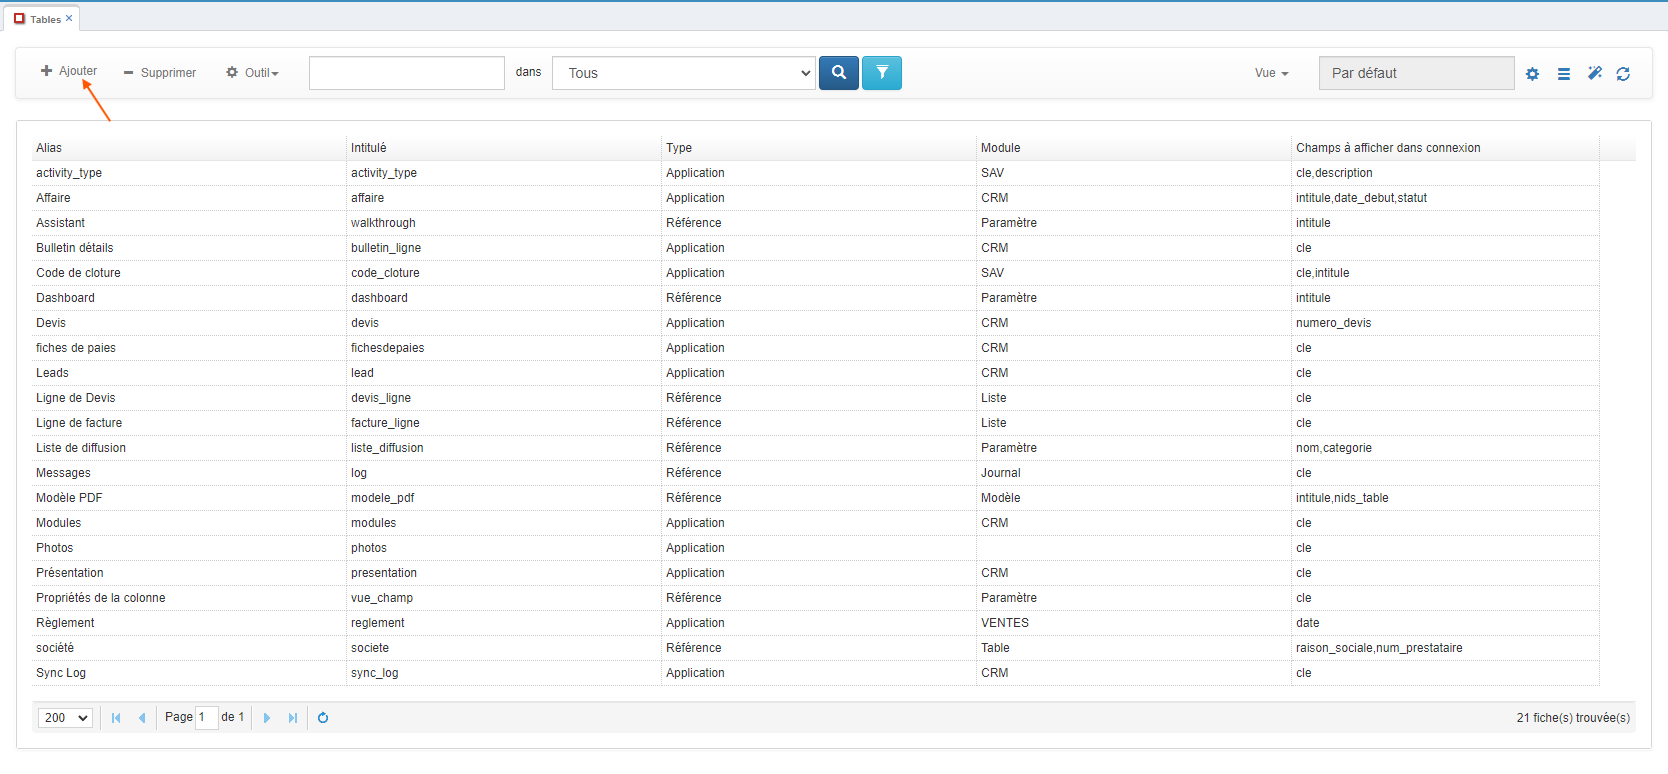 Tables ×
Ajouter Supprimer Outil dans Tous Vue Par défaut
Alias Intitulé Type Module Champs à afficher dans connexion
activity_type activity_type Application SAV cle,description
Affaire affaire Application CRM intitule,date_debut,statut
Assistant walkthrough Référence Paramètre intitule
Bulletin détails bulletin_ligne Application CRM cle
Code de cloture code_cloture Application SAV cle,intitule
Dashboard dashboard Référence Paramètre intitule
Devis devis Application CRM numero_devis
fiches de paies fichesdepaies Application CRM cle
Leads lead Application CRM cle
Ligne de Devis devis_ligne Référence Liste cle
Ligne de facture facture_ligne Référence Liste cle
Liste de diffusion liste_diffusion Référence Paramètre nom,categorie
Messages log Référence Journal cle
Modèle PDF modele_pdf Référence Modèle intitule,nids_table
Modules modules Application CRM cle
Photos photos Application cle
Présentation presentation Application CRM cle
Propriétés de la colonne vue_champ Référence Paramètre cle
Règlement reglement Application VENTES date
société societe Référence Table raison_sociale,num_prestataire
Sync Log sync_log Application CRM cle
200 Page 1 de 1 21 fiche(s) trouvée(s)